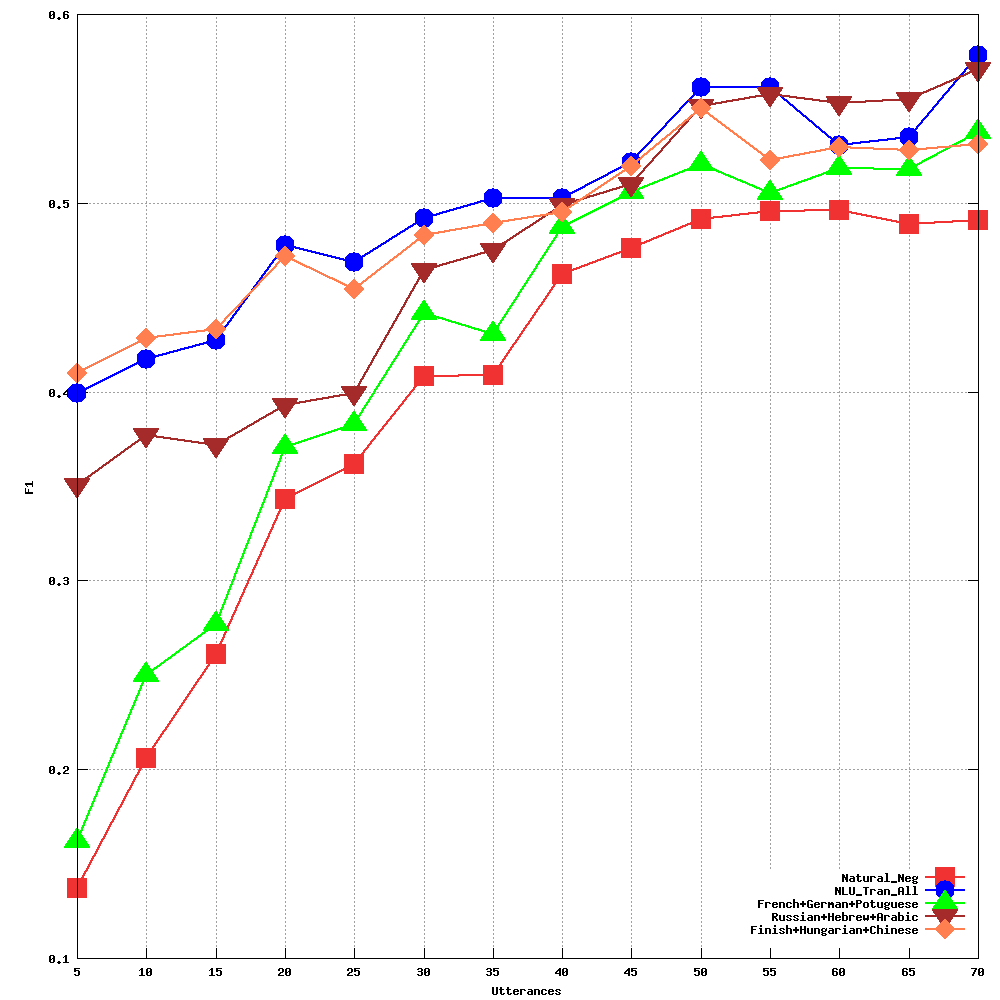 0.6
0.5
0.4
0.3
0.2
0.1
F1
5 10 15 20 25 30 35 40 45 50 55 60 65 70
Utterances
Natural_Neg
NLU_Tran_All
French+German+Potuguese
Russian+Hebrew+Arabic
Finish+Hungarian+Chinese